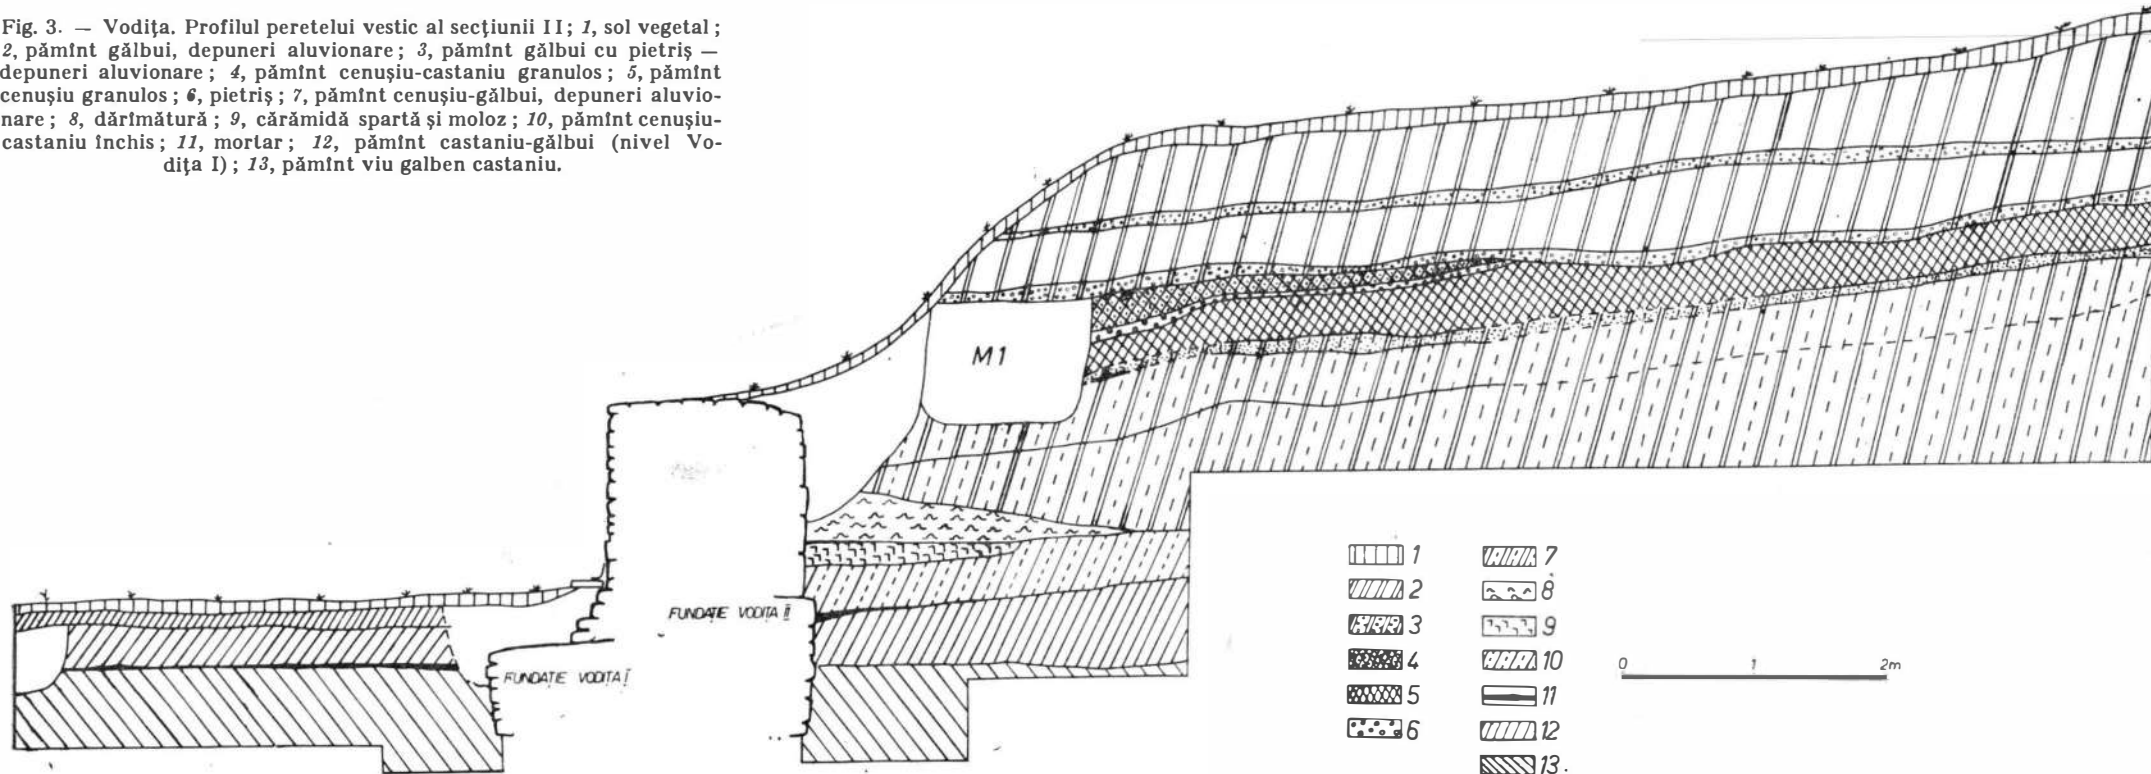 Fig. 3. — Vodița. Profilul peretelui vestic al secțiunii II; 1, sol vegetal;
2, pămînt gălbui, depuneri aluvionare; 3, pămînt gălbui cu pietriș —
depuneri aluvionare; 4, pămînt cenușiu-castaniu granulos; 5, pămînt
cenușiu granulos; 6, pietriș; 7, pămînt cenușiu-gălbui, depuneri aluvio-
nare; 8, dărîmătură; 9, cărămidă spartă și moloz; 10, pămînt cenușiu-
castaniu închis; 11, mortar; 12, pămînt castaniu-gălbui (nivel Vo-
dița I); 13, pămînt viu galben castaniu.
M1
FUNDAȚIE VODIȚA II
FUNDAȚIE VODIȚA I
1
2
3
4
5
6
7
8
9
10
11
12
13.
0 1 2m